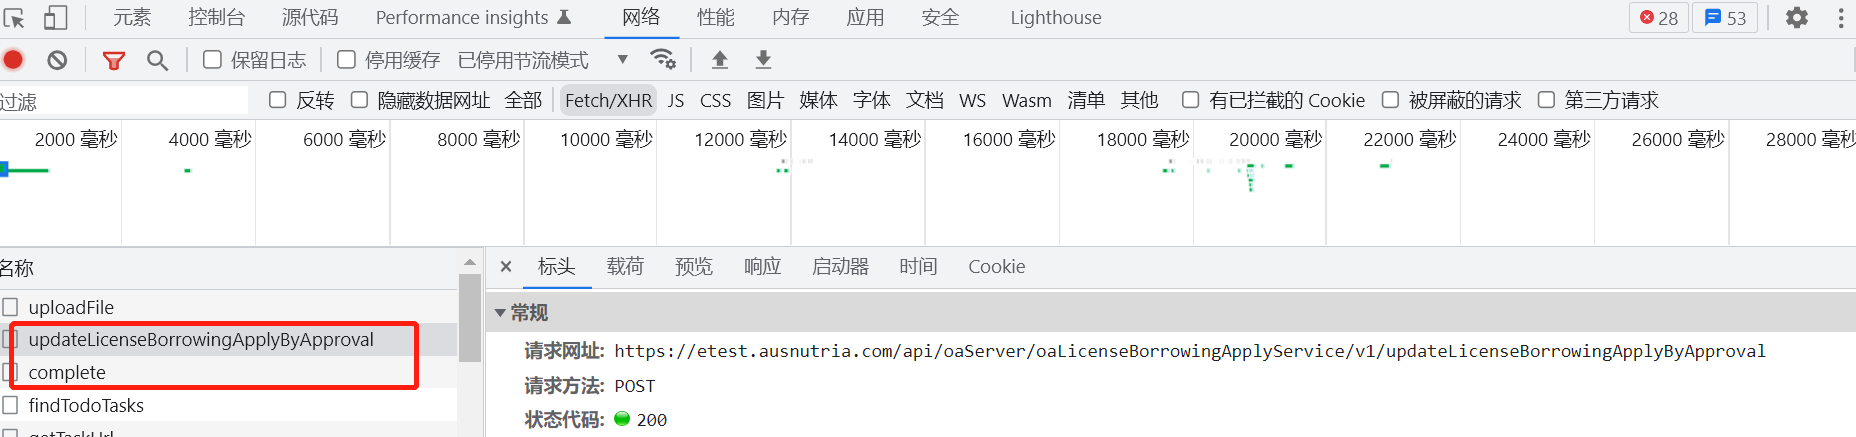 元素 控制台 源代码 Performance insights 网络 性能 内存 应用 安全 Lighthouse 28 53
保留日志 停用缓存 已停用节流模式
过滤 反转 隐藏数据网址 全部 Fetch/XHR JS CSS 图片 媒体 字体 文档 WS Wasm 清单 其他 有已拦截的 Cookie 被屏蔽的请求 第三方请求
2000 毫秒 4000 毫秒 6000 毫秒 8000 毫秒 10000 毫秒 12000 毫秒 14000 毫秒 16000 毫秒 18000 毫秒 20000 毫秒 22000 毫秒 24000 毫秒 26000 毫秒 28000 毫秒
名称
uploadFile
updateLicenseBorrowingApplyByApproval
complete
findTodoTasks
getTaskUrl
× 标头 载荷 预览 响应 启动器 时间 Cookie
常规
请求网址: https://etest.ausnutria.com/api/oaServer/oaLicenseBorrowingApplyService/v1/updateLicenseBorrowingApplyByApproval
请求方法: POST
状态代码: 200